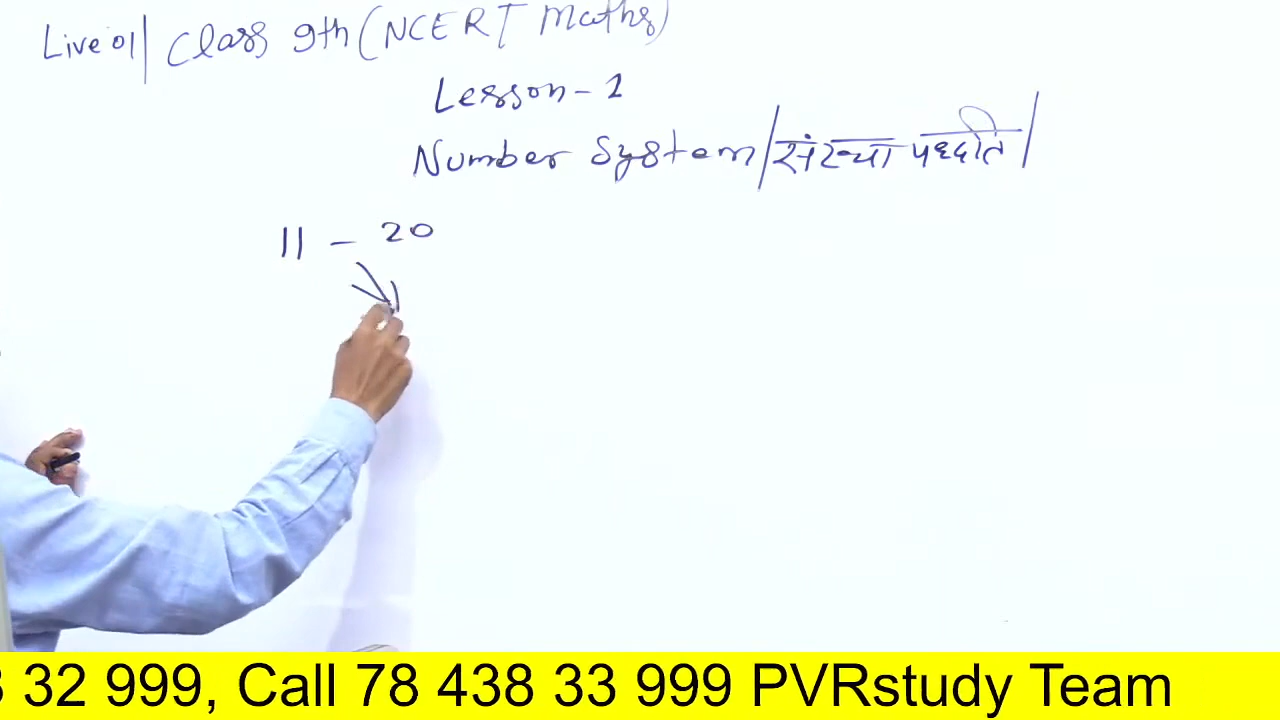 Live 01| Class 9th (NCERT Maths)
Lesson - 1
Number System | संख्या पद्धति |
11 - 20
32 999, Call 78 438 33 999 PVRstudy Team